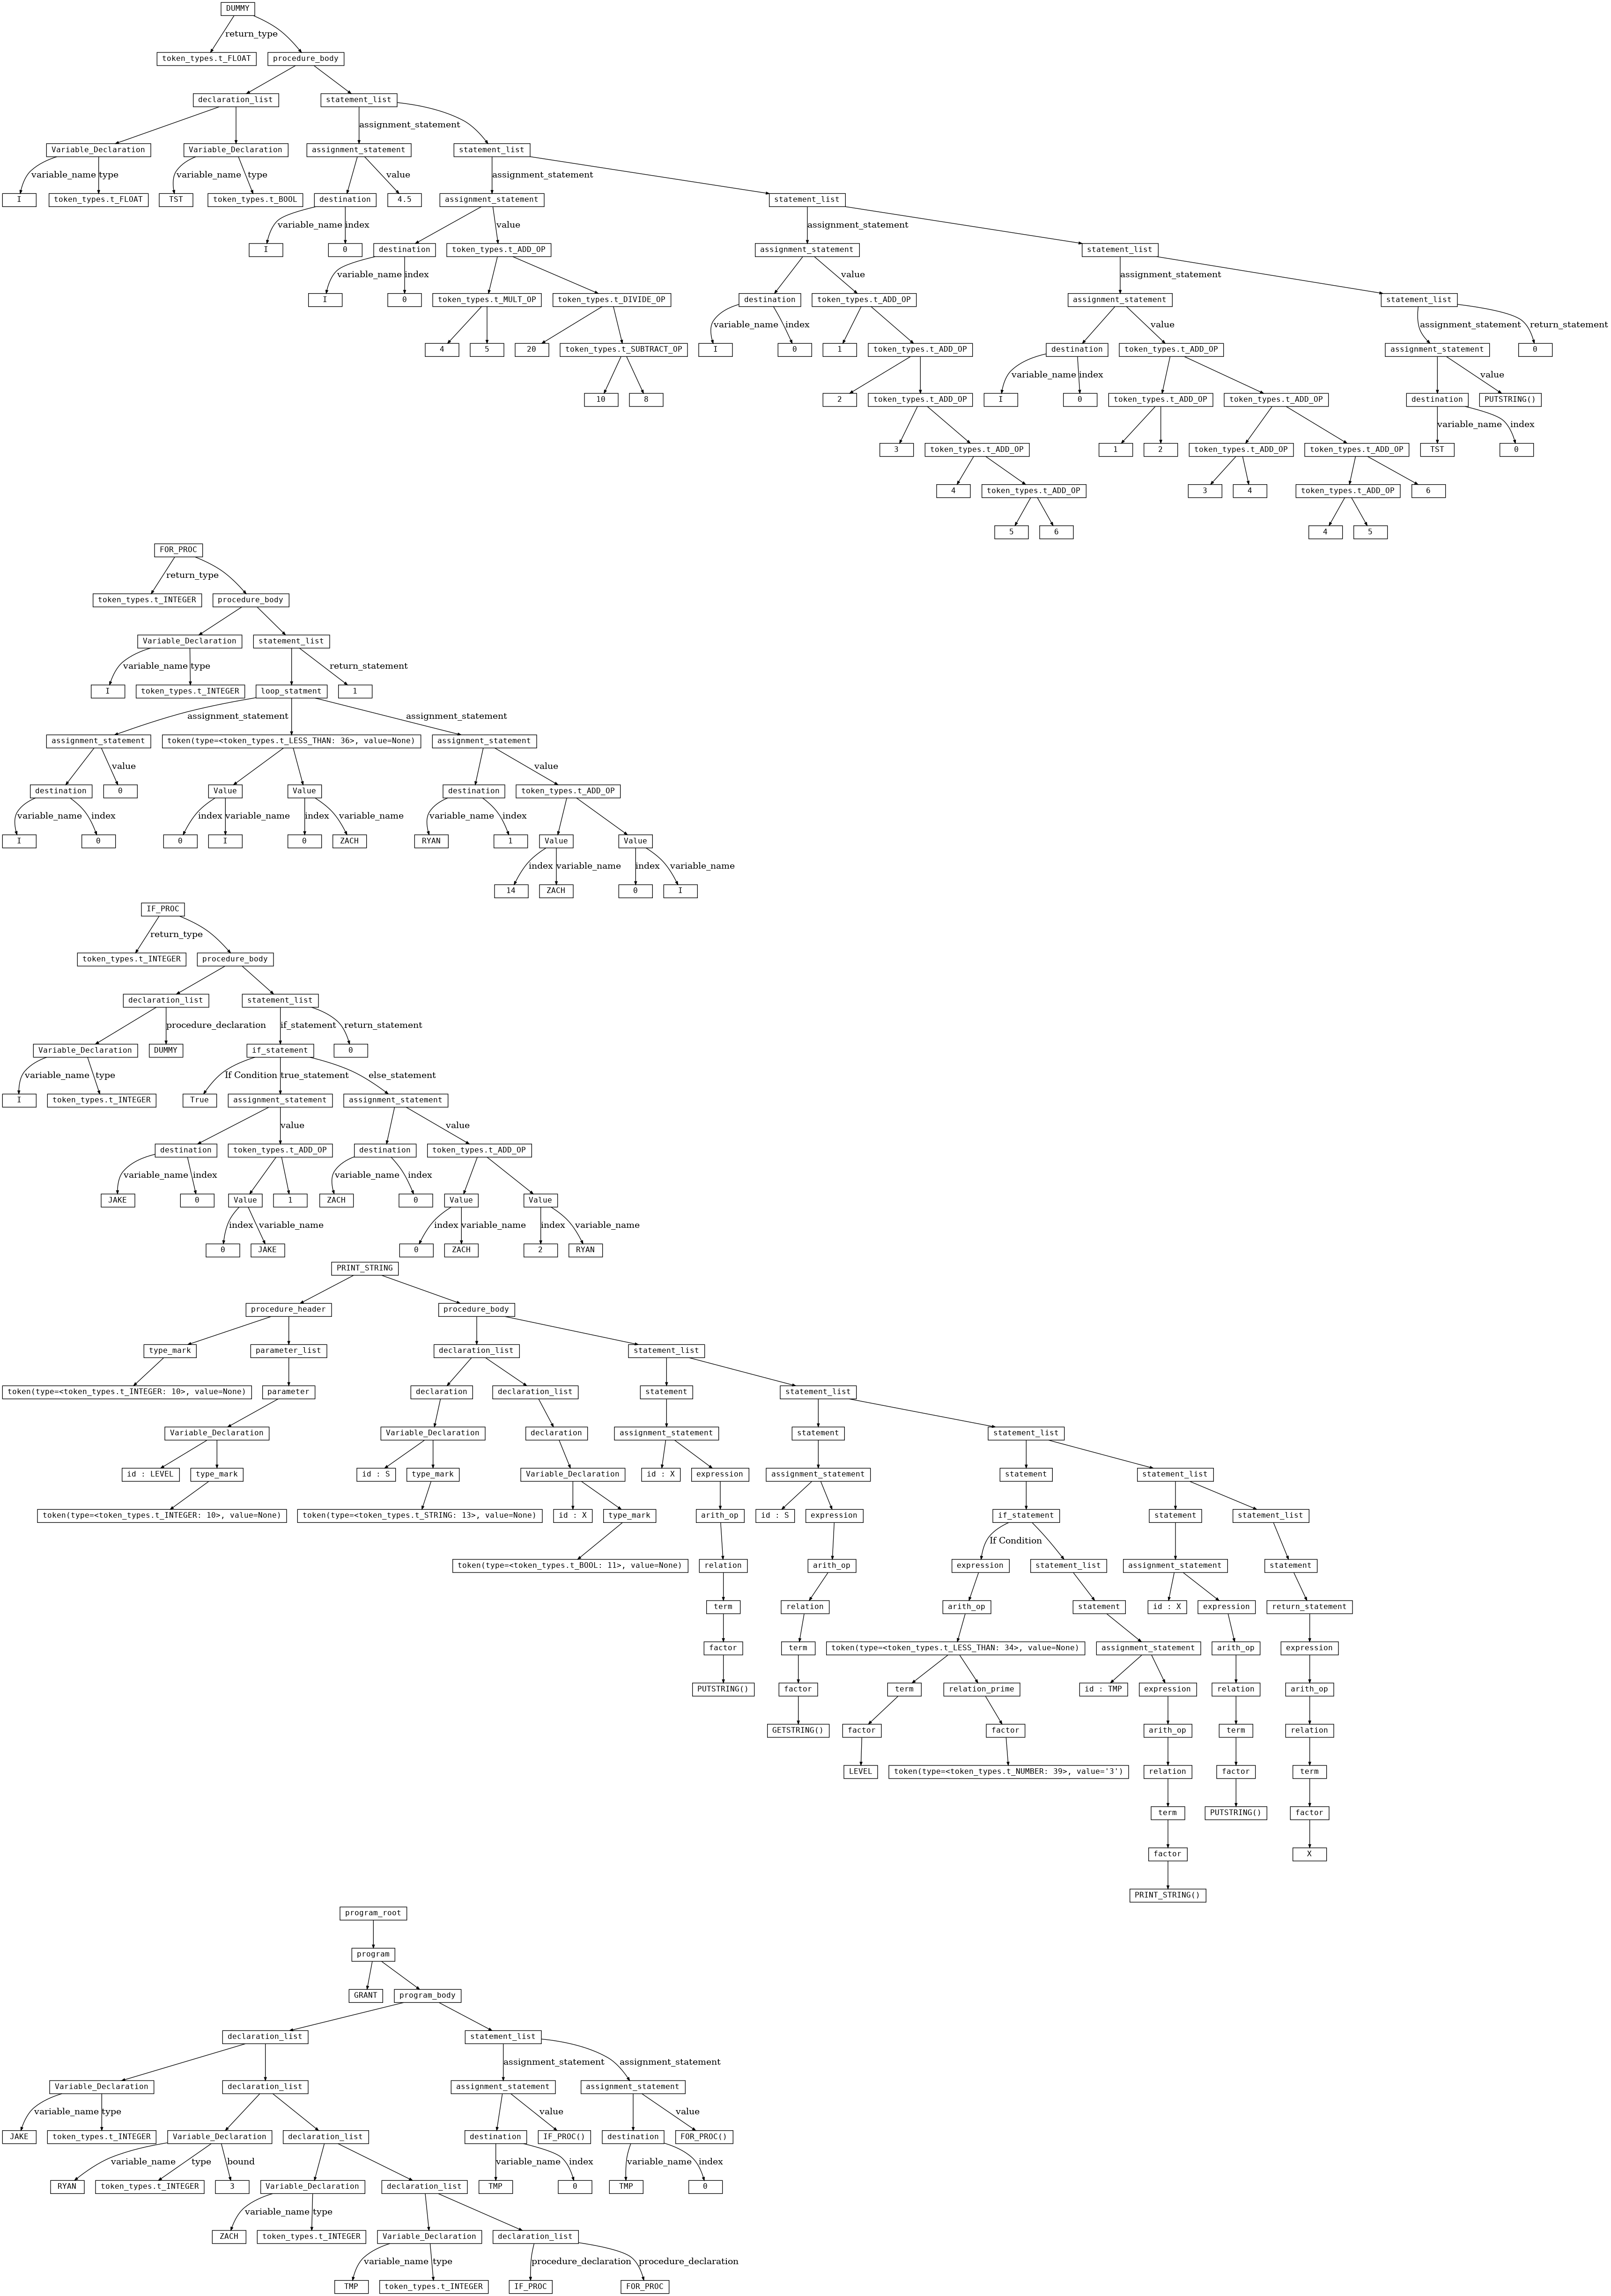 DUMMY
return_type
token_types.t_FLOAT procedure_body
declaration_list statement_list
assignment_statement
Variable_Declaration Variable_Declaration assignment_statement statement_list
variable_name type variable_name type value assignment_statement
I token_types.t_FLOAT TST token_types.t_BOOL destination 4.5 assignment_statement statement_list
variable_name index value assignment_statement
I 0 destination token_types.t_ADD_OP assignment_statement statement_list
variable_name index value assignment_statement
I 0 token_types.t_MULT_OP token_types.t_DIVIDE_OP destination token_types.t_ADD_OP assignment_statement statement_list
variable_name index value assignment_statement return_statement
4 5 20 token_types.t_SUBTRACT_OP I 0 1 token_types.t_ADD_OP destination token_types.t_ADD_OP assignment_statement 0
variable_name index value
10 8 2 token_types.t_ADD_OP I 0 token_types.t_ADD_OP token_types.t_ADD_OP destination PUTSTRING()
variable_name index
3 token_types.t_ADD_OP 1 2 token_types.t_ADD_OP token_types.t_ADD_OP TST 0
4 token_types.t_ADD_OP 3 4 token_types.t_ADD_OP 6
5 6 4 5
FOR_PROC
return_type
token_types.t_INTEGER procedure_body
Variable_Declaration statement_list
variable_name type return_statement
I token_types.t_INTEGER loop_statment 1
assignment_statement assignment_statement
assignment_statement token(type=<token_types.t_LESS_THAN: 36>, value=None) assignment_statement
value value
destination 0 Value Value destination token_types.t_ADD_OP
variable_name index index variable_name index variable_name variable_name index
I 0 0 I 0 ZACH RYAN 1 Value Value
index variable_name index variable_name
14 ZACH 0 I
IF_PROC
return_type
token_types.t_INTEGER procedure_body
declaration_list statement_list
procedure_declaration if_statement return_statement
Variable_Declaration DUMMY if_statement 0
variable_name type If Condition true_statement else_statement
I token_types.t_INTEGER True assignment_statement assignment_statement
value value
destination token_types.t_ADD_OP destination token_types.t_ADD_OP
variable_name index variable_name index
JAKE 0 Value 1 ZACH 0 Value Value
index variable_name index variable_name index variable_name
0 JAKE 0 ZACH 2 RYAN
PRINT_STRING
procedure_header procedure_body
type_mark parameter_list declaration_list statement_list
token(type=<token_types.t_INTEGER: 10>, value=None) parameter declaration declaration_list statement statement_list
Variable_Declaration Variable_Declaration declaration assignment_statement statement statement_list
id : LEVEL type_mark id : S type_mark Variable_Declaration id : X expression assignment_statement statement statement_list
token(type=<token_types.t_INTEGER: 10>, value=None) token(type=<token_types.t_STRING: 13>, value=None) id : X type_mark arith_op id : S expression if_statement statement statement_list
If Condition
token(type=<token_types.t_BOOL: 11>, value=None) relation arith_op expression statement_list assignment_statement statement
term relation arith_op statement id : X expression return_statement
factor term token(type=<token_types.t_LESS_THAN: 34>, value=None) assignment_statement arith_op expression
PUTSTRING() factor term relation_prime id : TMP expression relation arith_op
GETSTRING() factor factor arith_op term relation
LEVEL token(type=<token_types.t_NUMBER: 39>, value='3') relation factor term
term PUTSTRING() factor
factor X
PRINT_STRING()
program_root
program
GRANT program_body
declaration_list statement_list
assignment_statement assignment_statement
Variable_Declaration declaration_list assignment_statement assignment_statement
variable_name type value value
JAKE token_types.t_INTEGER Variable_Declaration declaration_list destination IF_PROC() destination FOR_PROC()
variable_name type bound variable_name index variable_name index
RYAN token_types.t_INTEGER 3 Variable_Declaration declaration_list TMP 0 TMP 0
variable_name type
ZACH token_types.t_INTEGER Variable_Declaration declaration_list
variable_name type procedure_declaration procedure_declaration
TMP token_types.t_INTEGER IF_PROC FOR_PROC